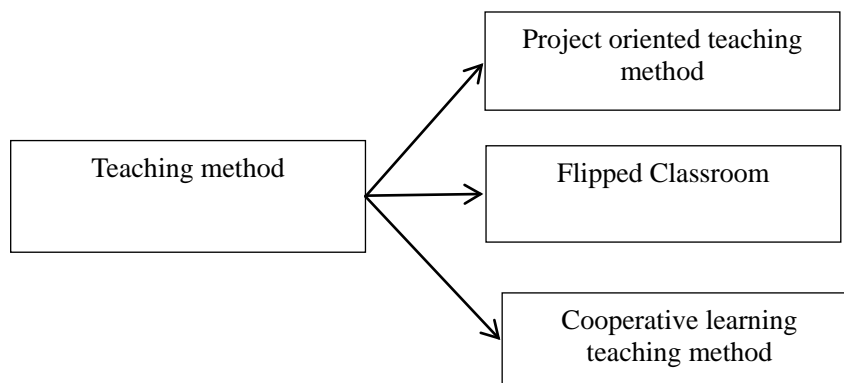 Project oriented teaching
method
Teaching method
Flipped Classroom
Cooperative learning
teaching method